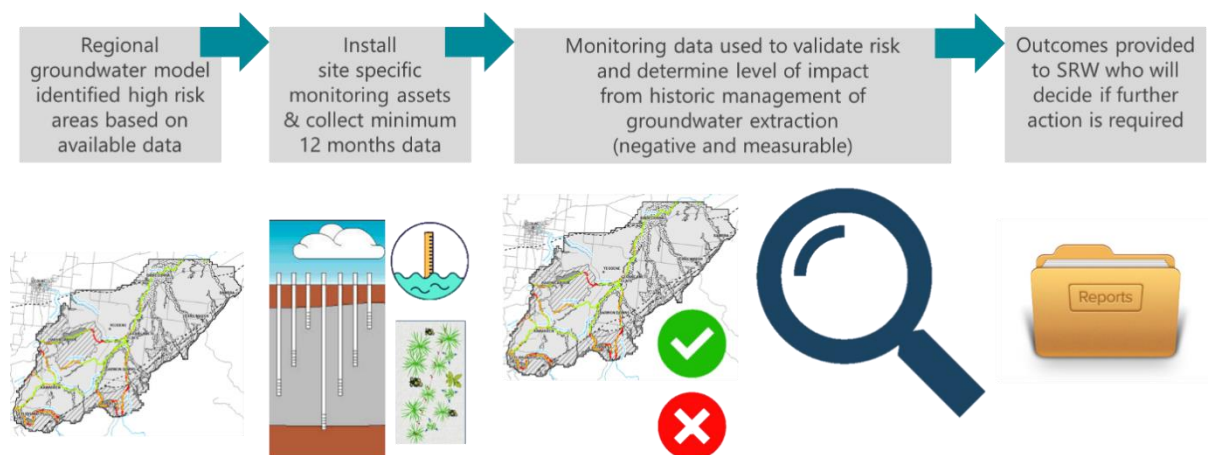 Regional
groundwater model
identified high risk
areas based on
available data
Install
site specific
monitoring assets
& collect minimum
12 months data
Monitoring data used to validate risk
and determine level of impact
from historic management of
groundwater extraction
(negative and measurable)
Outcomes provided
to SRW who will
decide if further
action is required
Reports